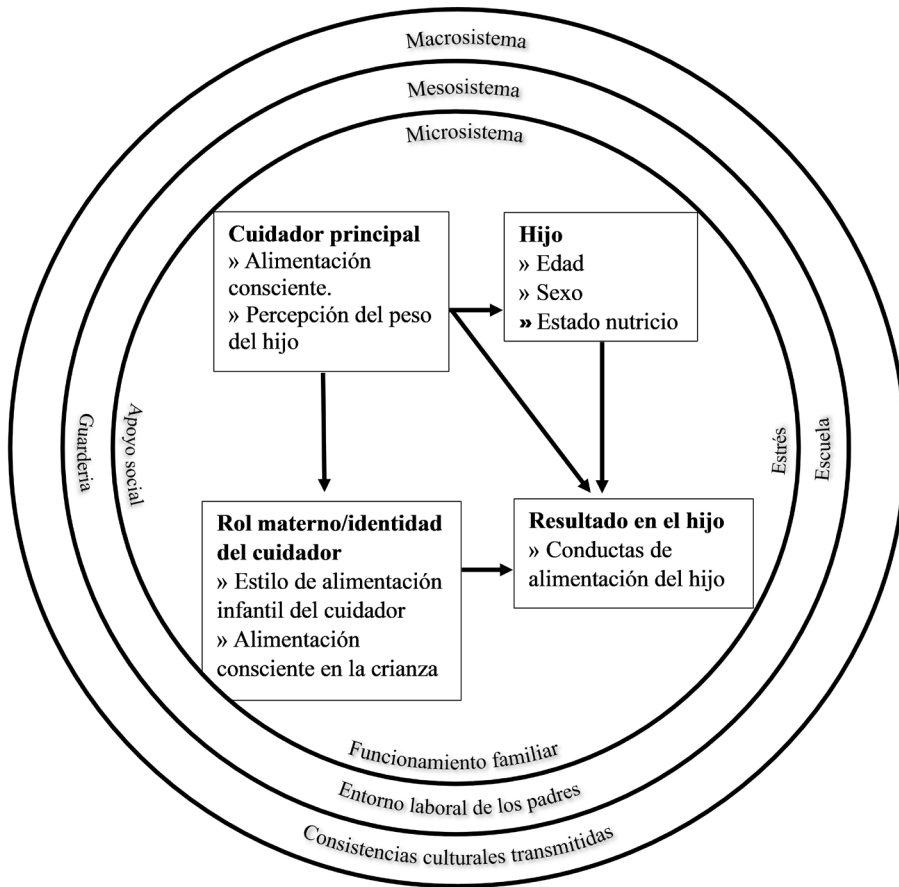 Macrosistema
Mesosistema
Microsistema
Cuidador principal
» Alimentación
consciente.
» Percepción del peso
del hijo
Hijo
» Edad
» Sexo
» Estado nutricio
Guarderia
Apoyo social
Estrés
Escuela
Rol materno/identidad
del cuidador
» Estilo de alimentación
infantil del cuidador
» Alimentación
consciente en la crianza
Resultado en el hijo
» Conductas de
alimentación del hijo
Funcionamiento familiar
Entorno laboral de los padres
Consistencias culturales transmitidas